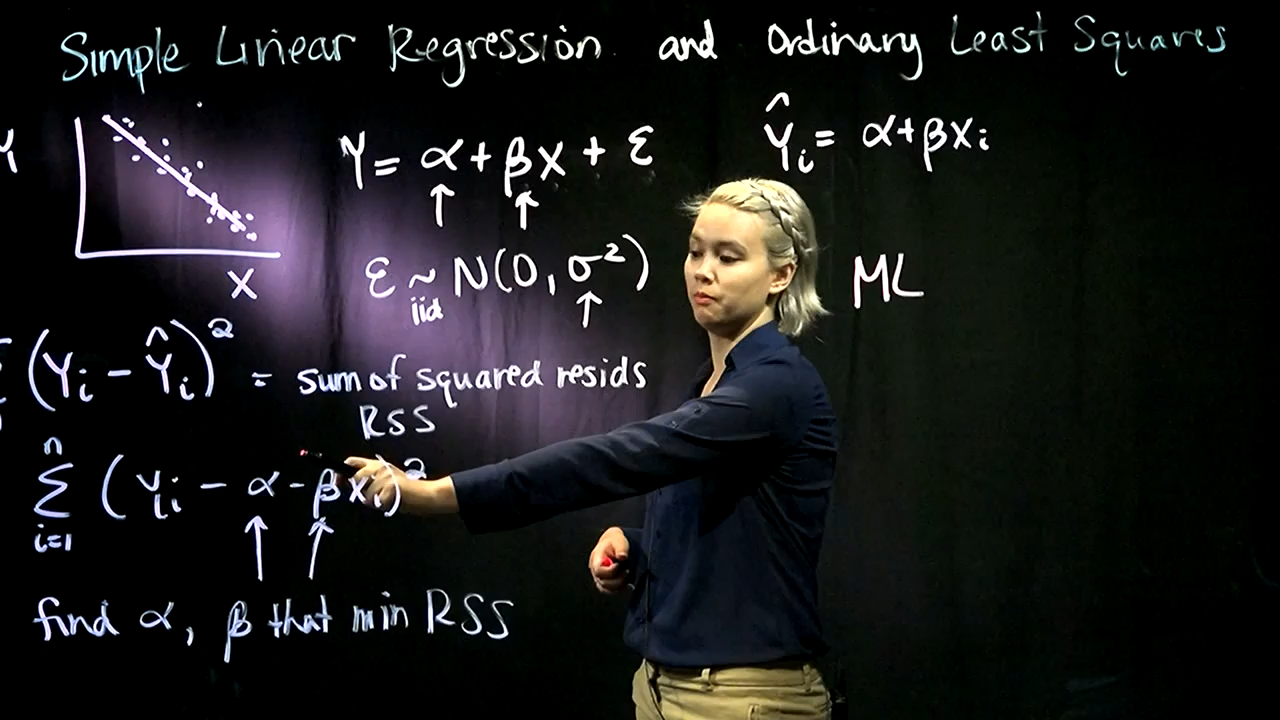 Simple Linear Regression and Ordinary Least Squares
Y
X
Y = α + βX + ε
ε ~ N(0, σ²)
iid
Ŷi = α + βXi
ML
(Yi - Ŷi)² = sum of squared resids
RSS
n
Σ (Yi - α - βXi)²
i=1
find α, β that min RSS